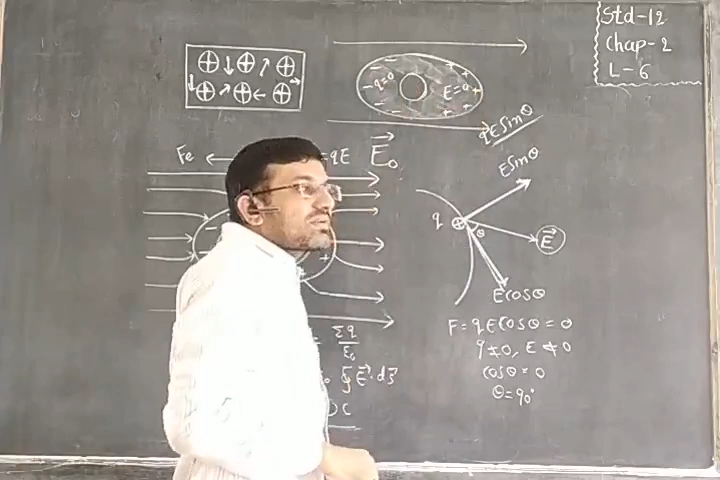 Std-12
Chap-2
L-6
q=0
E=0
qESinθ
ESinθ
Fe
=qE
E⃗₀
q
θ
E⃗
Ecosθ
F=qEcosθ=0
q≠0, E≠0
cosθ=0
θ=90°
= Σq/ε₀
E⃗·ds⃗